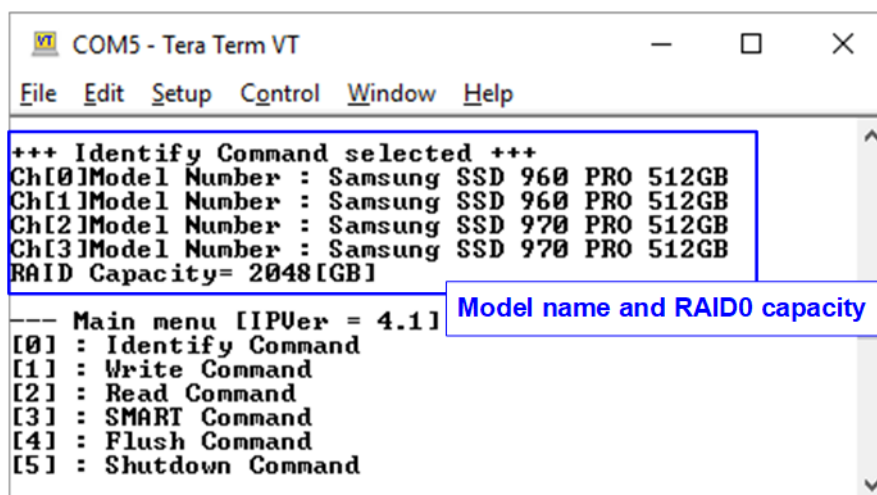 COM5 - Tera Term VT
File Edit Setup Control Window Help
+++ Identify Command selected +++
Ch[0]Model Number : Samsung SSD 960 PRO 512GB
Ch[1]Model Number : Samsung SSD 960 PRO 512GB
Ch[2]Model Number : Samsung SSD 970 PRO 512GB
Ch[3]Model Number : Samsung SSD 970 PRO 512GB
RAID Capacity= 2048[GB]
Model name and RAID0 capacity
--- Main menu [IPVer = 4.1]
[0] : Identify Command
[1] : Write Command
[2] : Read Command
[3] : SMART Command
[4] : Flush Command
[5] : Shutdown Command